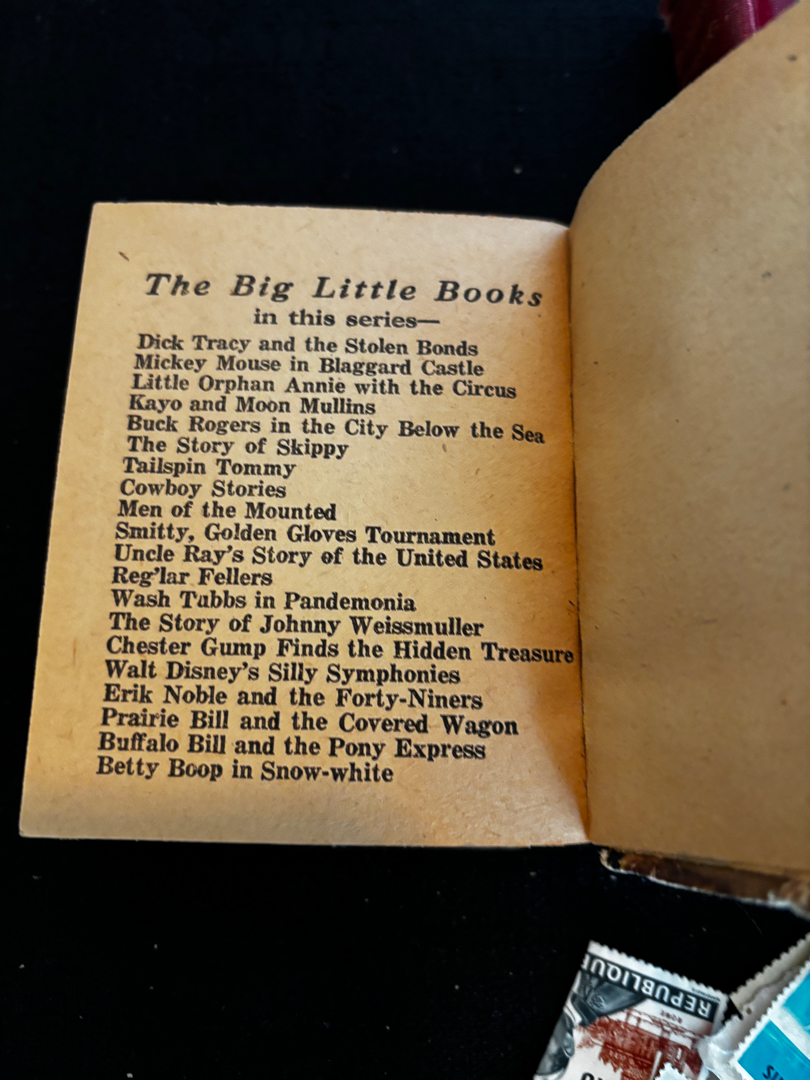 The Big Little Books
in this series—
Dick Tracy and the Stolen Bonds
Mickey Mouse in Blaggard Castle
Little Orphan Annie with the Circus
Kayo and Moon Mullins
Buck Rogers in the City Below the Sea
The Story of Skippy
Tailspin Tommy
Cowboy Stories
Men of the Mounted
Smitty, Golden Gloves Tournament
Uncle Ray's Story of the United States
Reg'lar Fellers
Wash Tubbs in Pandemonia
The Story of Johnny Weissmuller
Chester Gump Finds the Hidden Treasure
Walt Disney's Silly Symphonies
Erik Noble and the Forty-Niners
Prairie Bill and the Covered Wagon
Buffalo Bill and the Pony Express
Betty Boop in Snow-white
REPUBLIQUE